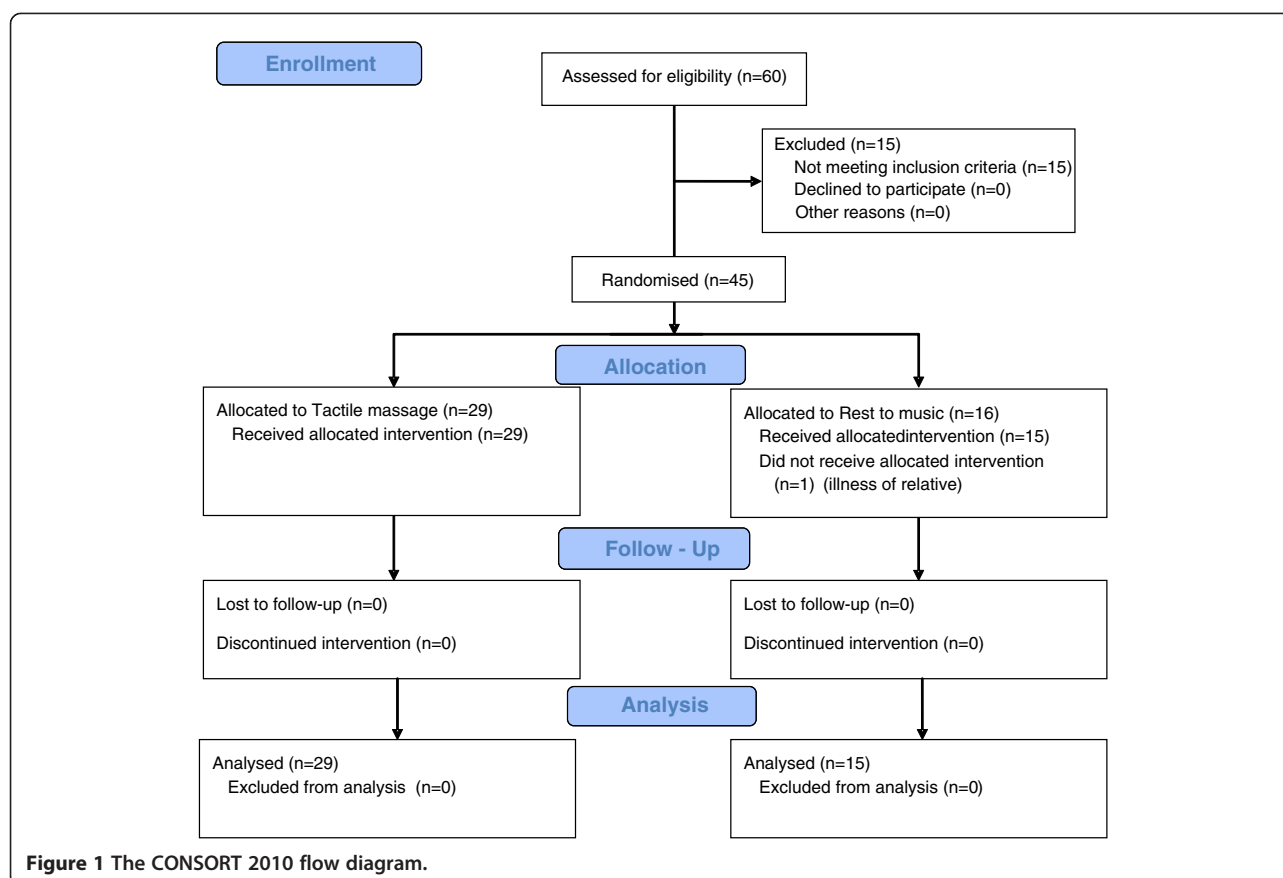 Enrollment
Assessed for eligibility (n=60)
Excluded (n=15)
Not meeting inclusion criteria (n=15)
Declined to participate (n=0)
Other reasons (n=0)
Randomised (n=45)
Allocation
Allocated to Tactile massage (n=29)
Received allocated intervention (n=29)
Allocated to Rest to music (n=16)
Received allocatedintervention (n=15)
Did not receive allocated intervention
(n=1) (illness of relative)
Follow - Up
Lost to follow-up (n=0)
Discontinued intervention (n=0)
Lost to follow-up (n=0)
Discontinued intervention (n=0)
Analysis
Analysed (n=29)
Excluded from analysis (n=0)
Analysed (n=15)
Excluded from analysis (n=0)
Figure 1 The CONSORT 2010 flow diagram.